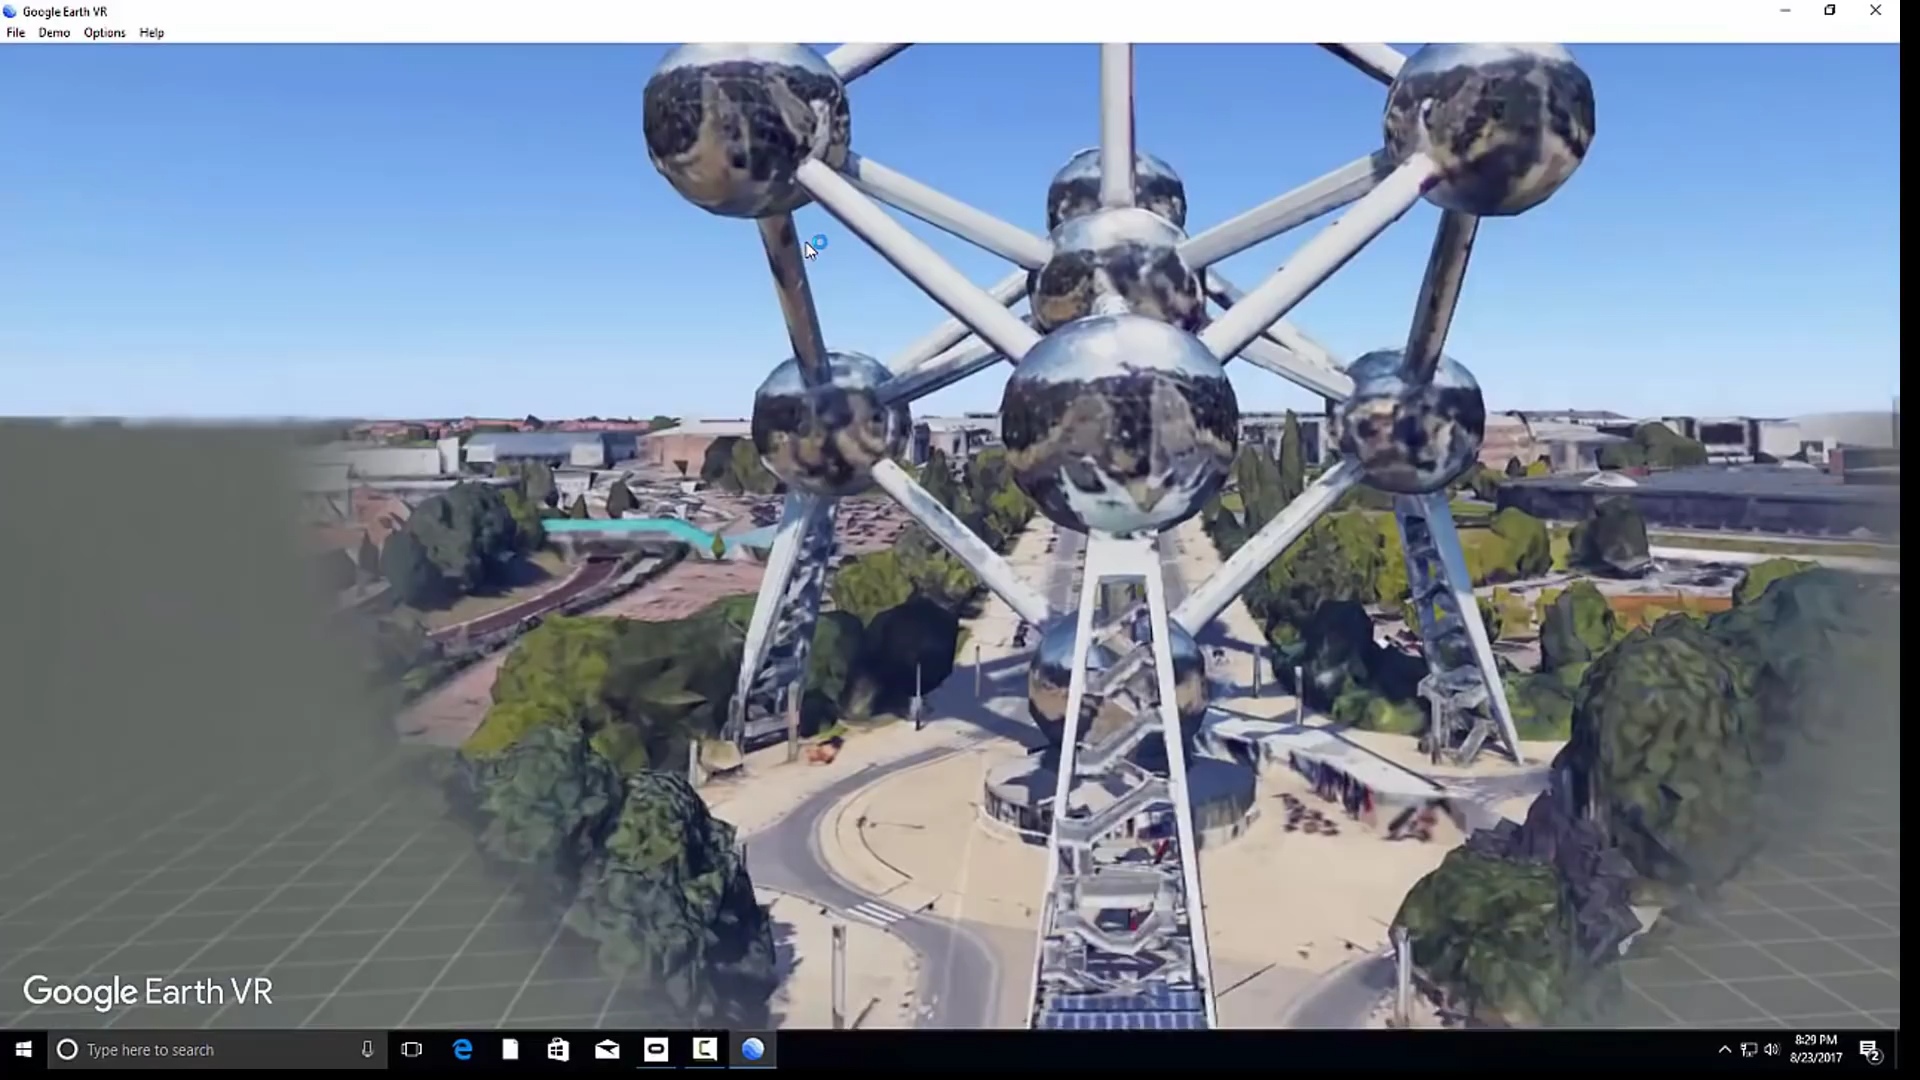 Google Earth VR
File Demo Options Help
Google Earth VR
Type here to search
8:29 PM
8/23/2017
2